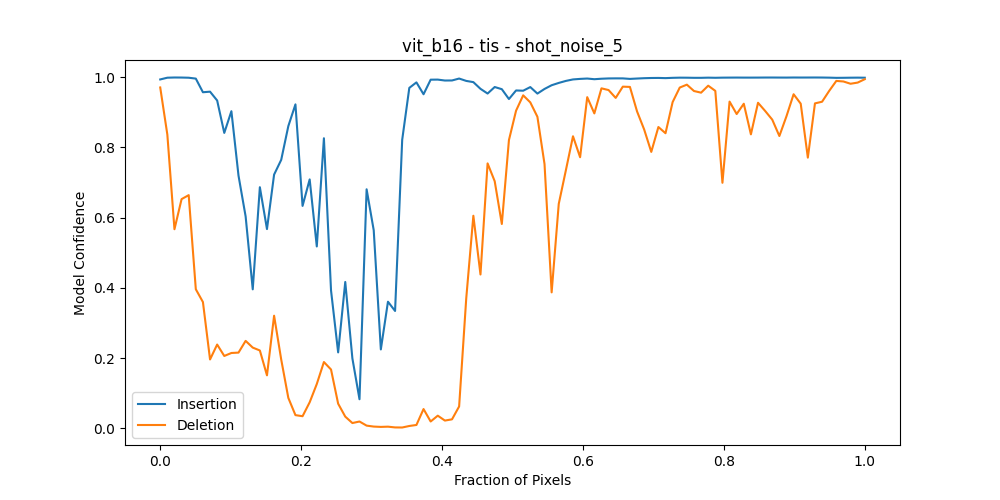 vit_b16 - tis - shot_noise_5
Model Confidence
1.0
0.8
0.6
0.4
0.2
0.0
Insertion
Deletion
0.0 0.2 0.4 0.6 0.8 1.0
Fraction of Pixels